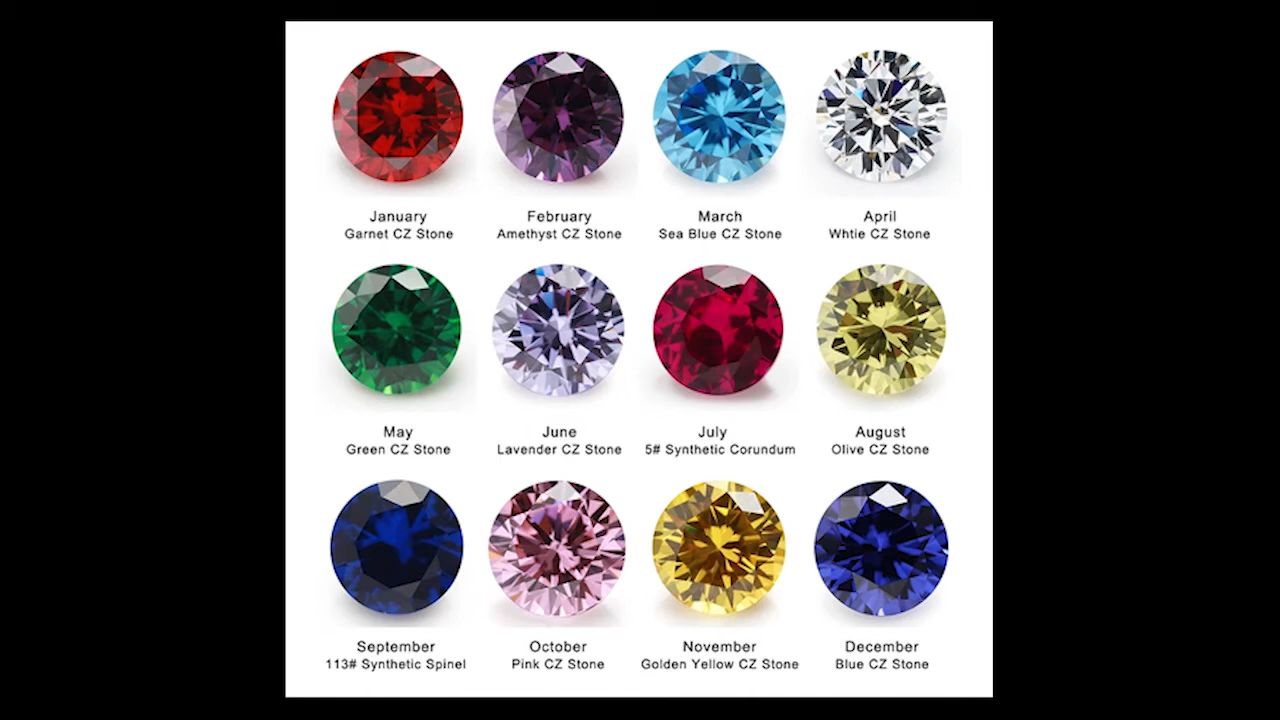 January
Garnet CZ Stone
February
Amethyst CZ Stone
March
Sea Blue CZ Stone
April
Whtie CZ Stone
May
Green CZ Stone
June
Lavender CZ Stone
July
5# Synthetic Corundum
August
Olive CZ Stone
September
113# Synthetic Spinel
October
Pink CZ Stone
November
Golden Yellow CZ Stone
December
Blue CZ Stone